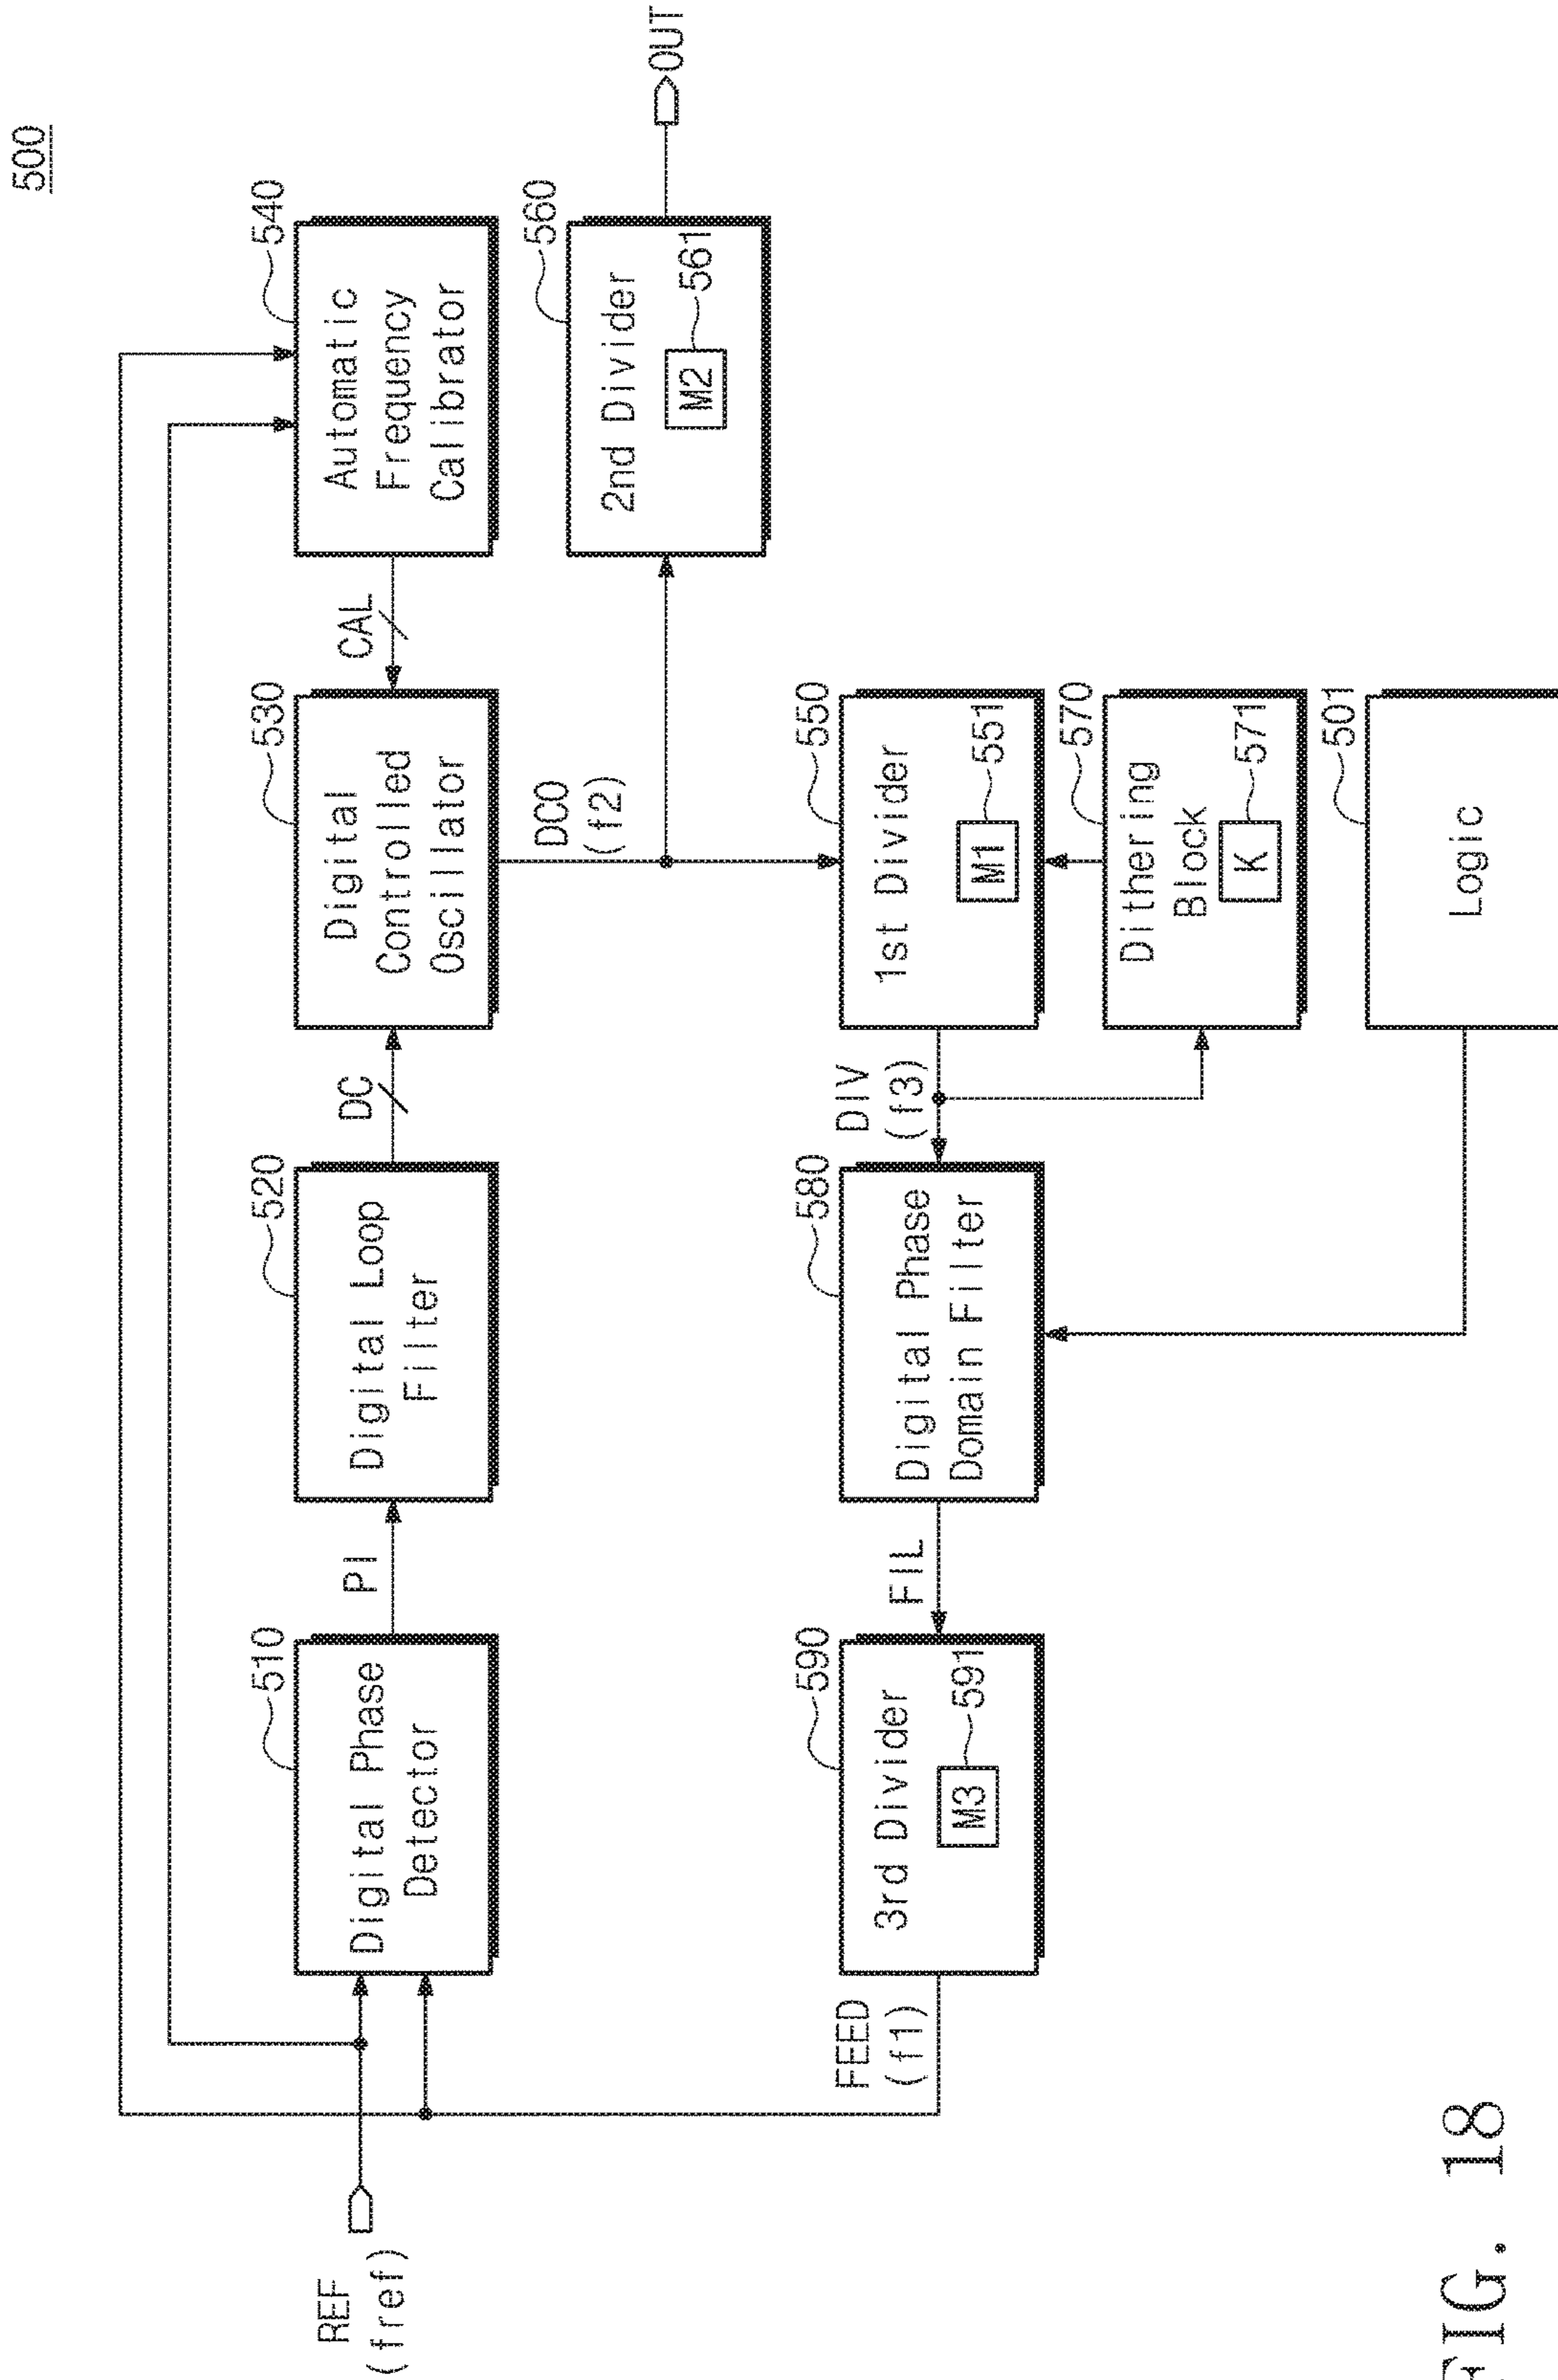 500
REF
(fref)
510
Digital Phase
Detector
PI
520
Digital Loop
Filter
DC
530
Digital
Controlled
Oscillator
CAL
540
Automatic
Frequency
Calibrator
DCO
(f2)
560
2nd Divider
M2
561
OUT
FEED
(f1)
590
3rd Divider
M3
591
FIL
580
Digital Phase
Domain Filter
DIV
(f3)
550
1st Divider
M1
551
570
Dithering
Block
K
571
501
Logic
FIG. 18